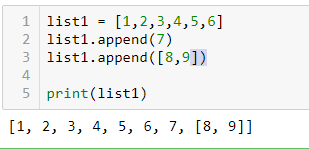 1 list1 = [1,2,3,4,5,6]
2 list1.append(7)
3 list1.append([8,9])
4
5 print(list1)
[1, 2, 3, 4, 5, 6, 7, [8, 9]]